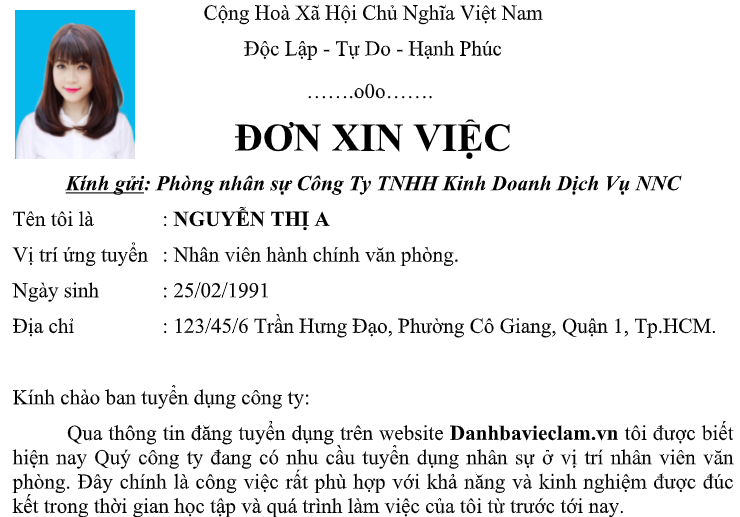 Cộng Hoà Xã Hội Chủ Nghĩa Việt Nam
Độc Lập - Tự Do - Hạnh Phúc
…….o0o…….
ĐƠN XIN VIỆC
Kính gửi: Phòng nhân sự Công Ty TNHH Kinh Doanh Dịch Vụ NNC
Tên tôi là : NGUYỄN THỊ A
Vị trí ứng tuyển : Nhân viên hành chính văn phòng.
Ngày sinh : 25/02/1991
Địa chỉ : 123/45/6 Trần Hưng Đạo, Phường Cô Giang, Quận 1, Tp.HCM.
Kính chào ban tuyển dụng công ty:
Qua thông tin đăng tuyển dụng trên website Danhbavieclam.vn tôi được biết
hiện nay Quý công ty đang có nhu cầu tuyển dụng nhân sự ở vị trí nhân viên văn
phòng. Đây chính là công việc rất phù hợp với khả năng và kinh nghiệm được đúc
kết trong thời gian học tập và quá trình làm việc của tôi từ trước tới nay.